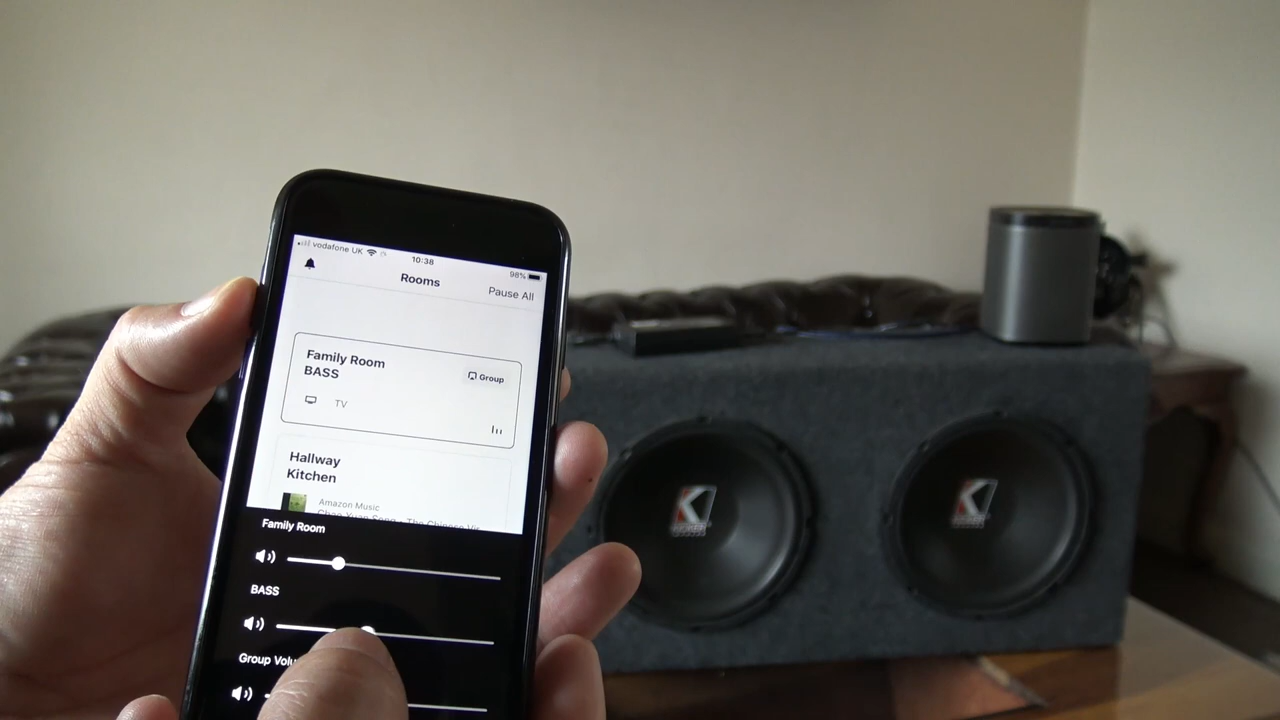 vodafone UK
10:38
98%
Rooms
Pause All
Family Room
BASS
Group
TV
Hallway
Kitchen
Amazon Music
Family Room
BASS
Group
K
K